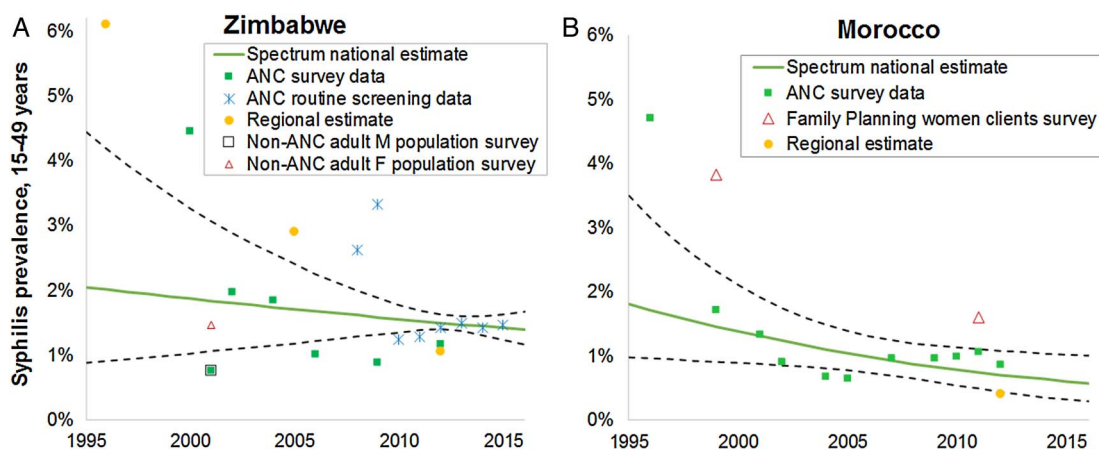 A
Zimbabwe
Syphilis prevalence, 15-49 years
6%
5%
4%
3%
2%
1%
0%
Spectrum national estimate
ANC survey data
ANC routine screening data
Regional estimate
Non-ANC adult M population survey
Non-ANC adult F population survey
1995 2000 2005 2010 2015
B
Morocco
6%
5%
4%
3%
2%
1%
0%
Spectrum national estimate
ANC survey data
Family Planning women clients survey
Regional estimate
1995 2000 2005 2010 2015